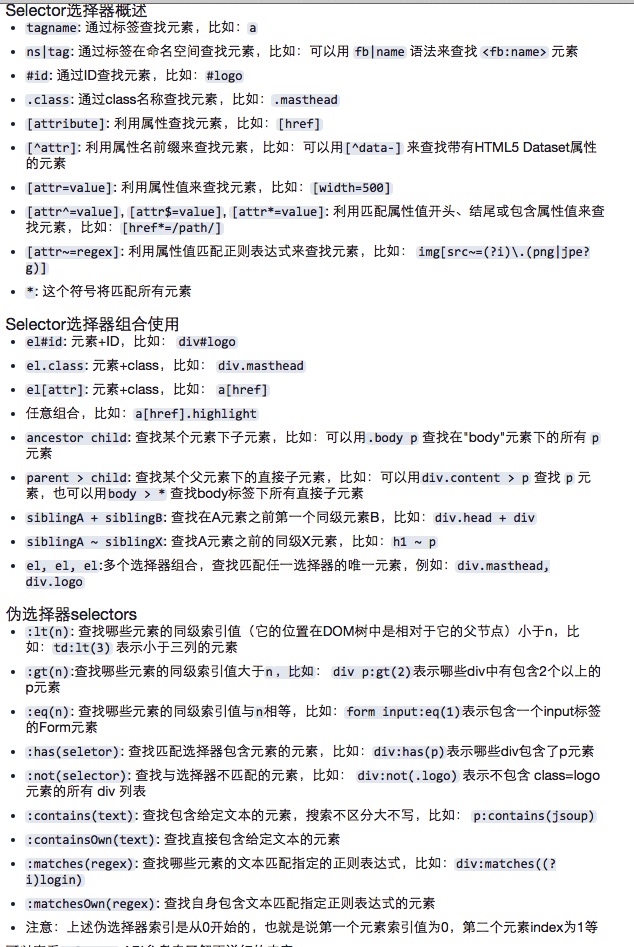 Selector选择器概述
tagname: 通过标签查找元素，比如：a
ns|tag: 通过标签在命名空间查找元素，比如：可以用 fb|name 语法来查找 <fb:name> 元素
#id: 通过ID查找元素，比如：#logo
.class: 通过class名称查找元素，比如：.masthead
[attribute]: 利用属性查找元素，比如：[href]
[^attr]: 利用属性名前缀来查找元素，比如：可以用[^data-] 来查找带有HTML5 Dataset属性
的元素
[attr=value]: 利用属性值来查找元素，比如：[width=500]
[attr^=value], [attr$=value], [attr*=value]: 利用匹配属性值开头、结尾或包含属性值来查
找元素，比如：[href*=/path/]
[attr~=regex]: 利用属性值匹配正则表达式来查找元素，比如： img[src~=(?i)\.(png|jpe?
g)]
*: 这个符号将匹配所有元素
Selector选择器组合使用
el#id: 元素+ID，比如： div#logo
el.class: 元素+class，比如： div.masthead
el[attr]: 元素+class，比如： a[href]
任意组合，比如：a[href].highlight
ancestor child: 查找某个元素下子元素，比如：可以用.body p 查找在"body"元素下的所有 p
元素
parent > child: 查找某个父元素下的直接子元素，比如：可以用div.content > p 查找 p 元
素，也可以用body > * 查找body标签下所有直接子元素
siblingA + siblingB: 查找在A元素之前第一个同级元素B，比如：div.head + div
siblingA ~ siblingX: 查找A元素之前的同级X元素，比如：h1 ~ p
el, el, el:多个选择器组合，查找匹配任一选择器的唯一元素，例如：div.masthead,
div.logo
伪选择器selectors
:lt(n): 查找哪些元素的同级索引值（它的位置在DOM树中是相对于它的父节点）小于n，比
如：td:lt(3) 表示小于三列的元素
:gt(n):查找哪些元素的同级索引值大于n，比如： div p:gt(2)表示哪些div中有包含2个以上的
p元素
:eq(n): 查找哪些元素的同级索引值与n相等，比如：form input:eq(1)表示包含一个input标签
的Form元素
:has(seletor): 查找匹配选择器包含元素的元素，比如：div:has(p)表示哪些div包含了p元素
:not(selector): 查找与选择器不匹配的元素，比如： div:not(.logo) 表示不包含 class=logo
元素的所有 div 列表
:contains(text): 查找包含给定文本的元素，搜索不区分大不写，比如： p:contains(jsoup)
:containsOwn(text): 查找直接包含给定文本的元素
:matches(regex): 查找哪些元素的文本匹配指定的正则表达式，比如：div:matches((?
i)login)
:matchesOwn(regex): 查找自身包含文本匹配指定正则表达式的元素
注意：上述伪选择器索引是从0开始的，也就是说第一个元素索引值为0，第二个元素index为1等